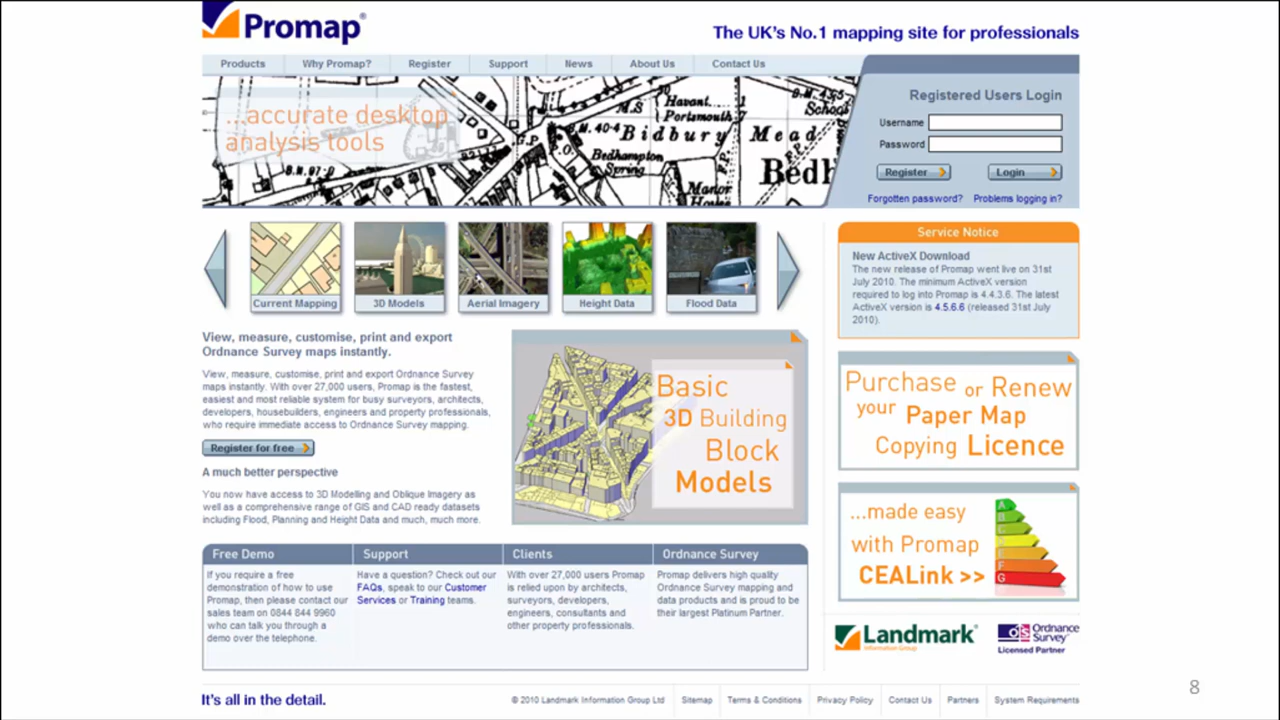 Promap®
The UK's No.1 mapping site for professionals
Products
Why Promap?
Register
Support
News
About Us
Contact Us
...accurate desktop
analysis tools
B.M. 97·0
G.P.
P.O.
M.S
B.M. 40·4
Havant
Portsmouth
30
1
7
Bidbury Mead
Bedhampton
Spring
F.P.
Manor
House
B.M. 43·5
School
F.P.
Bedh
Registered Users Login
Username
Password
Register
Login
Forgotten password?
Problems logging in?
Current Mapping
3D Models
Aerial Imagery
Height Data
Flood Data
Service Notice
New ActiveX Download
The new release of Promap went live on 31st
July 2010. The minimum ActiveX version
required to log into Promap is 4.4.3.6. The latest
ActiveX version is 4.5.6.6 (released 31st July
2010).
View, measure, customise, print and export
Ordnance Survey maps instantly.
View, measure, customise, print and export Ordnance Survey
maps instantly. With over 27,000 users, Promap is the fastest,
easiest and most reliable system for busy surveyors, architects,
developers, housebuilders, engineers and property professionals,
who require immediate access to Ordnance Survey mapping.
Register for free
A much better perspective
You now have access to 3D Modelling and Oblique Imagery as
well as a comprehensive range of GIS and CAD ready datasets
including Flood, Planning and Height Data and much, much more.
Basic
3D Building
Block
Models
Purchase or Renew
your Paper Map
Copying Licence
...made easy
with Promap
CEALink >>
A
B
C
E
F
G
Free Demo
If you require a free
demonstration of how to use
Promap, then please contact our
sales team on 0844 844 9960
who can talk you through a
demo over the telephone.
Support
Have a question? Check out our
FAQs, speak to our Customer
Services or Training teams.
Clients
With over 27,000 users Promap
is relied upon by architects,
surveyors, developers,
engineers, consultants and
other property professionals.
Ordnance Survey
Promap delivers high quality
Ordnance Survey mapping and
data products and is proud to be
their largest Platinum Partner.
Landmark®
Information Group
OS
Ordnance
Survey®
Licensed Partner
It's all in the detail.
© 2010 Landmark Information Group Ltd
Sitemap
Terms & Conditions
Privacy Policy
Contact Us
Partners
System Requirements
8